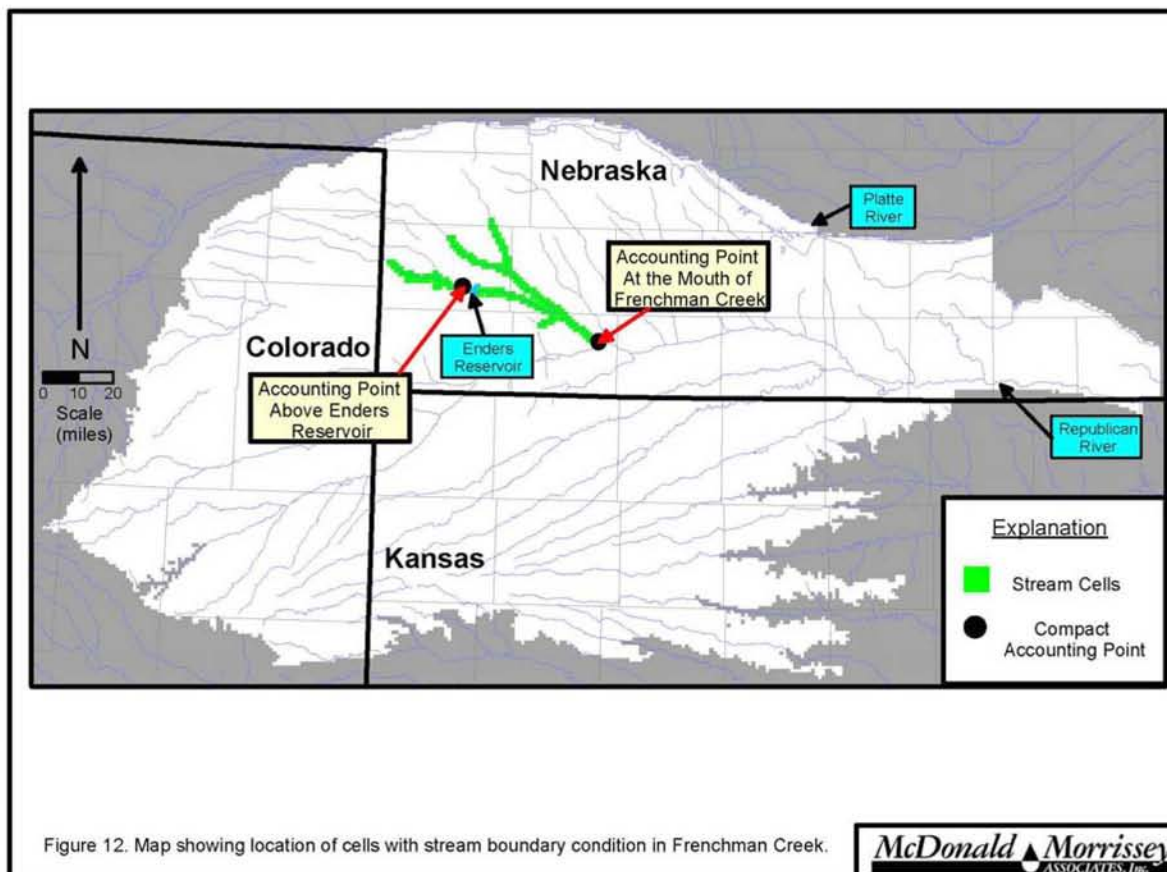 Nebraska
Platte
River
Accounting Point
At the Mouth of
Frenchman Creek
N
0 10 20
Scale
(miles)
Colorado
Enders
Reservoir
Accounting Point
Above Enders
Reservoir
Republican
River
Kansas
Explanation
Stream Cells
Compact
Accounting Point
Figure 12. Map showing location of cells with stream boundary condition in Frenchman Creek.
McDonald Morrissey
ASSOCIATES, Inc.